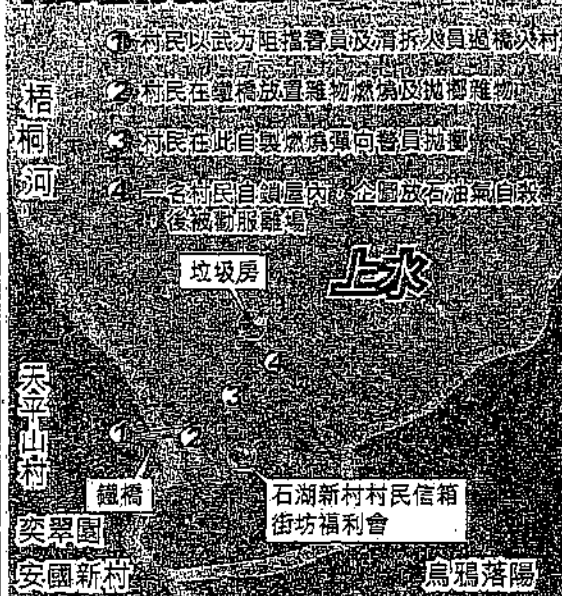 1 村民以武力阻擋警員及清拆人員過橋入村
2 村民在鐵橋放置雜物燃燒及拋擲雜物
3 村民在此自製燃燒彈向警員拋擲
4 一名村民自鎖屋內，企圖放石油氣自殺
後被勸服離場
梧桐河
上水
垃圾房
4
3
天平山村
1
2
鐵橋
石湖新村村民信箱
街坊福利會
奕翠園
安國新村
烏鴉落陽